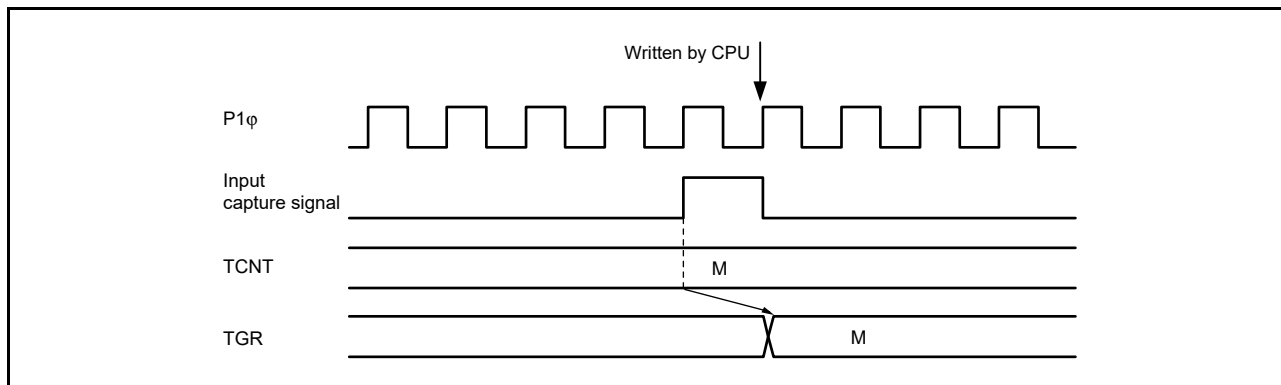 Written by CPU
P1φ
Input
capture signal
TCNT
M
TGR
M